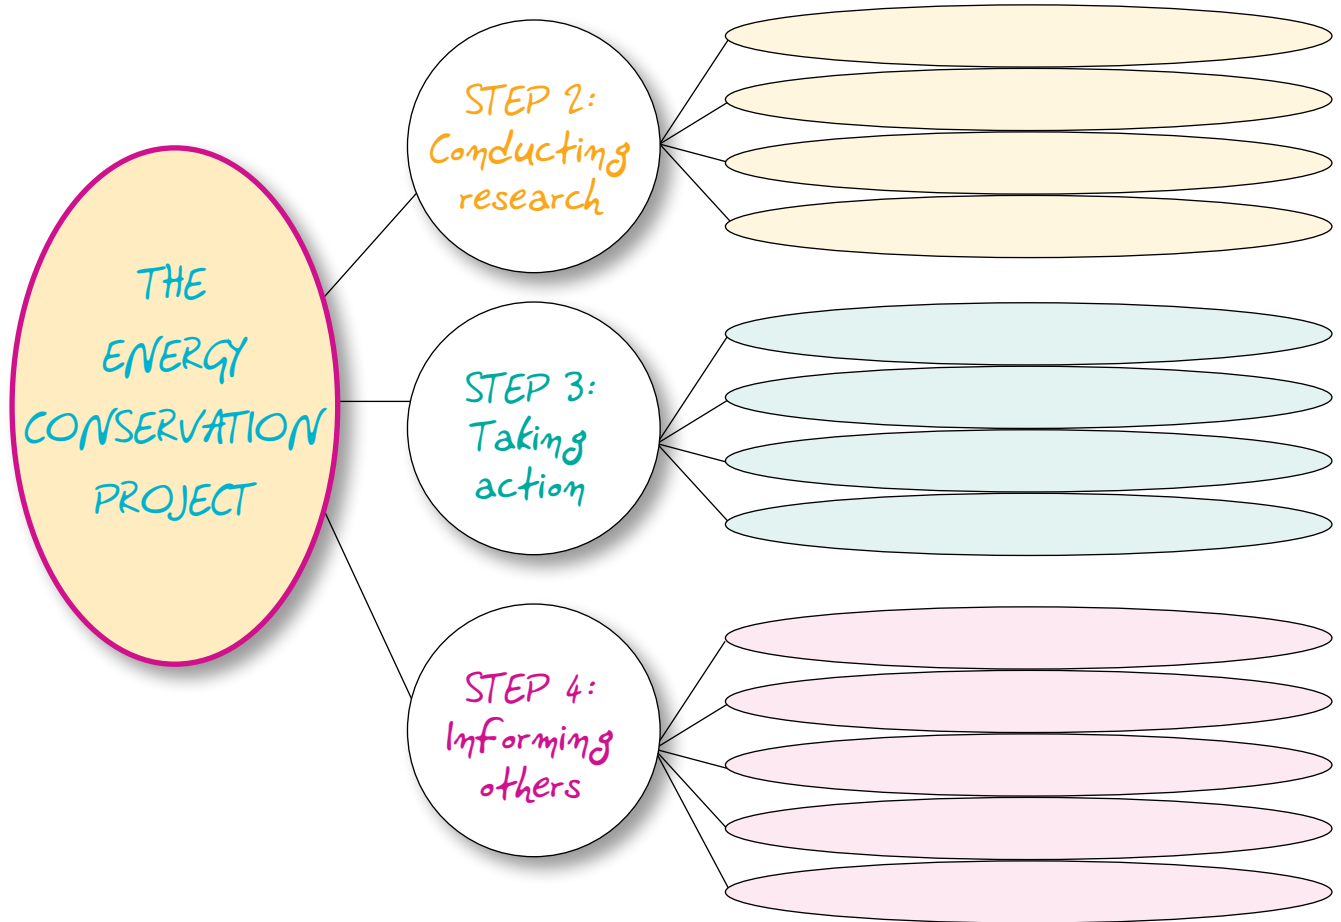 THE
ENERGY
CONSERVATION
PROJECT
STEP 2:
Conducting
research
STEP 3:
Taking
action
STEP 4:
Informing
others